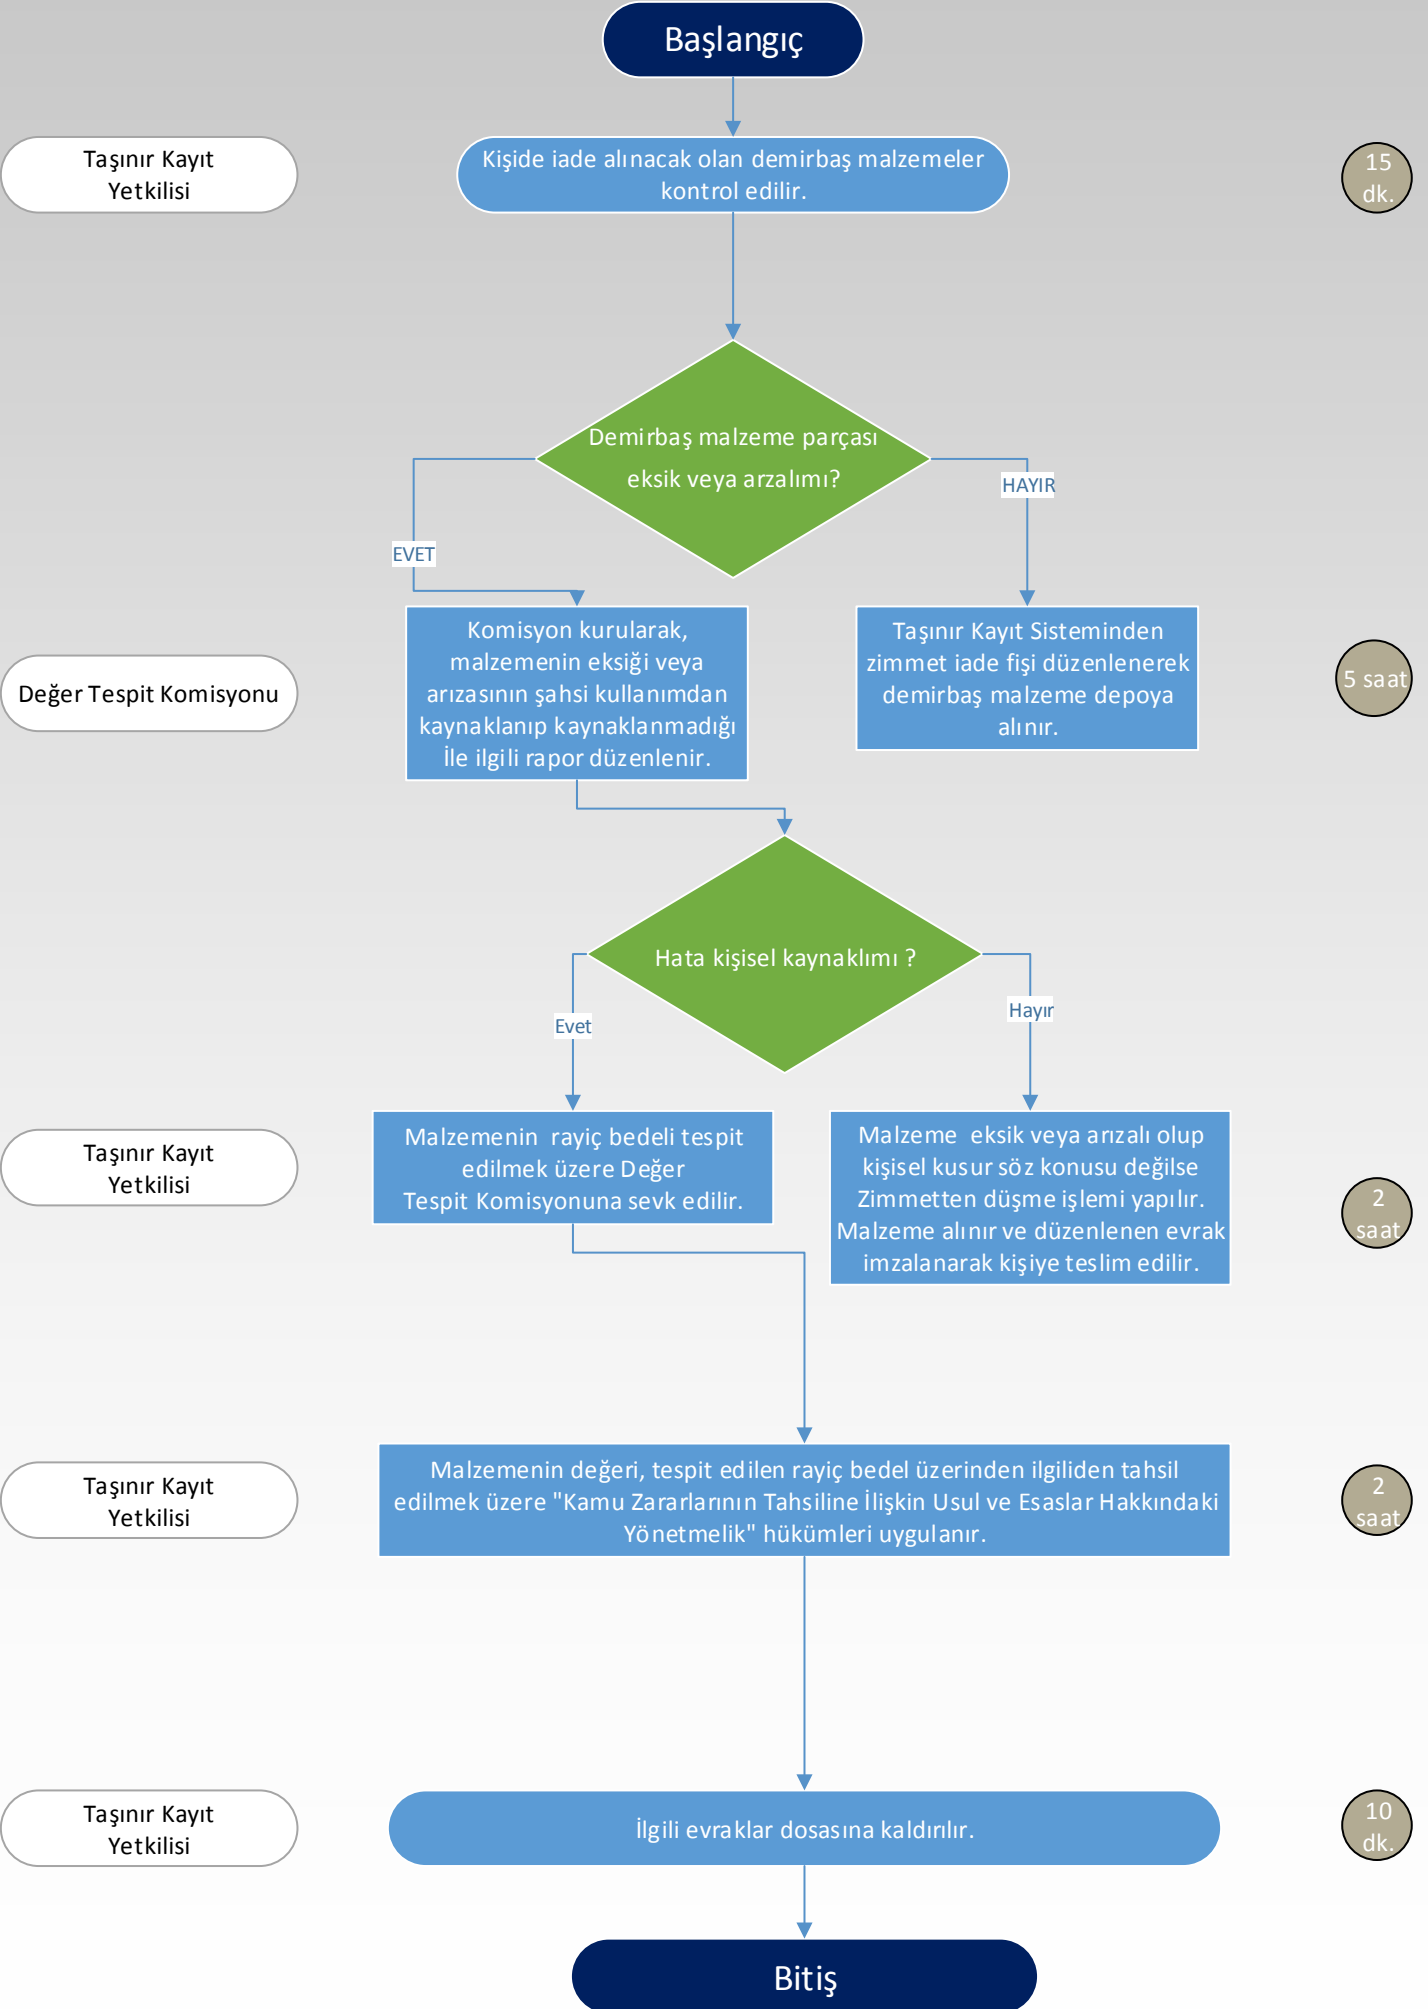 Başlangıç
Taşınır Kayıt
Yetkilisi
Kişide iade alınacak olan demirbaş malzemeler
kontrol edilir.
15
dk.
Demirbaş malzeme parçası
eksik veya arzalımı?
HAYIR
EVET
Değer Tespit Komisyonu
Komisyon kurularak,
malzemenin eksiği veya
arızasının şahsi kullanımdan
kaynaklanıp kaynaklanmadığı
İle ilgili rapor düzenlenir.
Taşınır Kayıt Sisteminden
zimmet iade fişi düzenlenerek
demirbaş malzeme depoya
alınır.
5 saat
Hata kişisel kaynaklımı ?
Evet
Hayır
Taşınır Kayıt
Yetkilisi
Malzemenin  rayiç bedeli tespit
edilmek üzere Değer
Tespit Komisyonuna sevk edilir.
Malzeme  eksik veya arızalı olup
kişisel kusur söz konusu değilse
Zimmetten düşme işlemi yapılır.
Malzeme alınır ve düzenlenen evrak
imzalanarak kişiye teslim edilir.
2
saat
Taşınır Kayıt
Yetkilisi
Malzemenin değeri, tespit edilen rayiç bedel üzerinden ilgiliden tahsil
edilmek üzere "Kamu Zararlarının Tahsiline İlişkin Usul ve Esaslar Hakkındaki
Yönetmelik" hükümleri uygulanır.
2
saat
Taşınır Kayıt
Yetkilisi
İlgili evraklar dosasına kaldırılır.
10
dk.
Bitiş